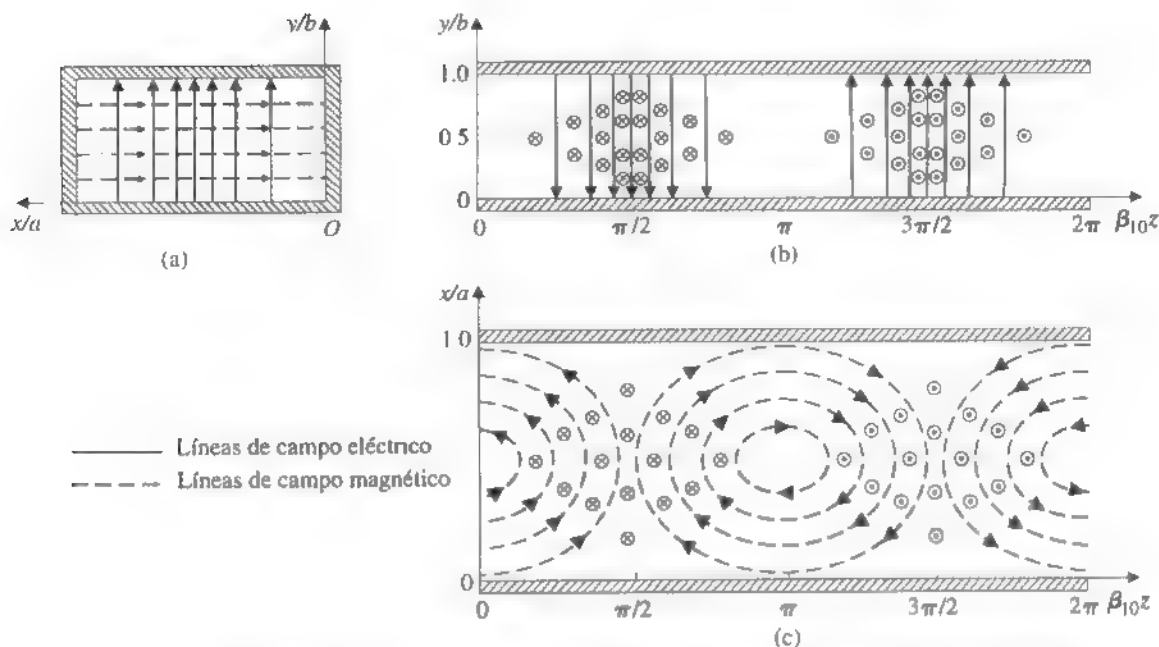 y/b
x/a
O
(a)
y/b
1.0
0 5
0
0
π/2
π
3π/2
2π
β₁₀z
(b)
x/a
1 0
0
0
π/2
π
3π/2
2π
β₁₀z
(c)
Líneas de campo eléctrico
Líneas de campo magnético